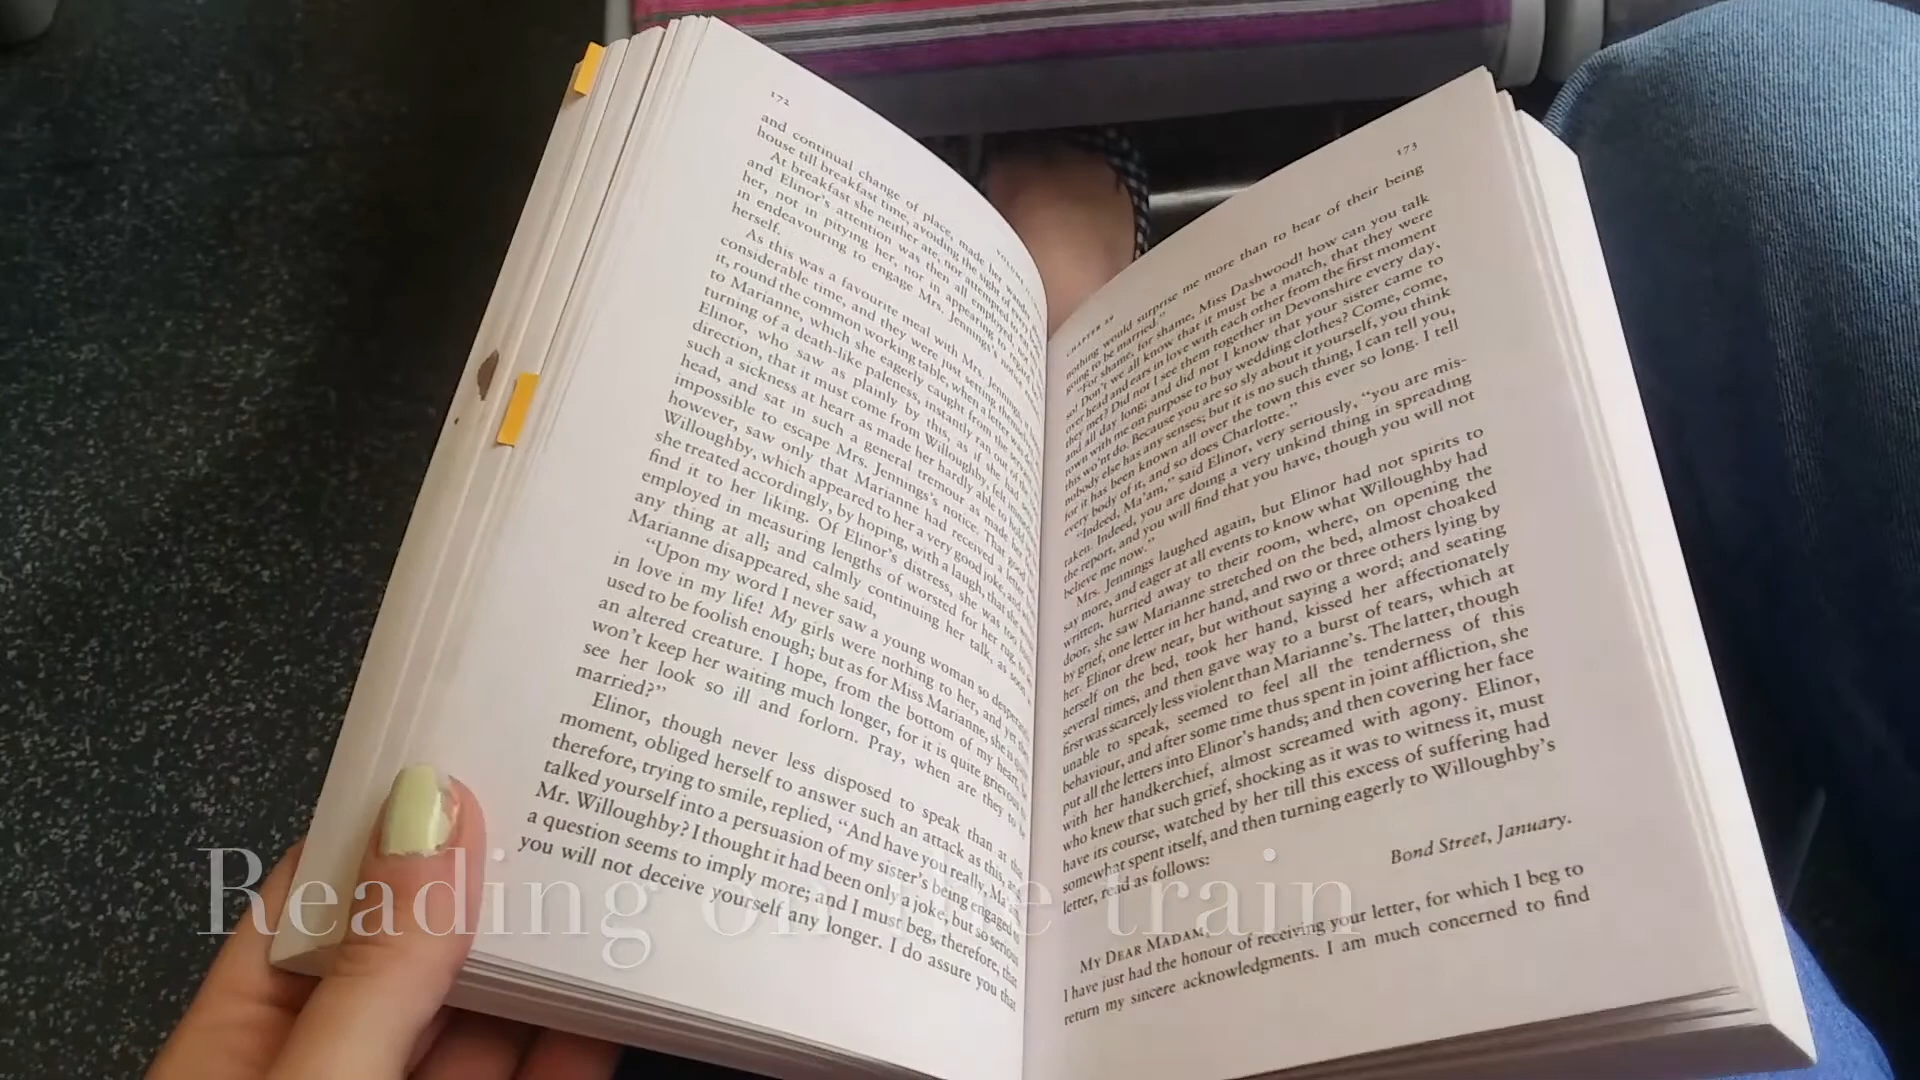 172
and continual change of place, made her
house till breakfast time, avoiding the sight of every
At breakfast she neither ate, nor attempted to eat
and Elinor's attention was then all employed, not in
her, not in pitying her, nor in appearing to regard
in endeavouring to engage Mrs. Jennings's notice
herself.
As this was a favourite meal with Mrs. Jennings,
considerable time, and they were just setting themselves
it, round the common working table, when a letter was
to Marianne, which she eagerly caught from the servant
turning of a death-like paleness, instantly ran out of the
Elinor, who saw as plainly by this, as if she had seen
direction, that it must come from Willoughby, felt immediately
such a sickness at heart as made her hardly able to hold
head, and sat in such a general tremour as made her
impossible to escape Mrs. Jennings's notice. That good
however, saw only that Marianne had received a letter
Willoughby, which appeared to her a very good joke, and
she treated accordingly, by hoping, with a laugh, that she
find it to her liking. Of Elinor's distress, she was too
employed in measuring lengths of worsted for her rug, to
any thing at all; and calmly continuing her talk, as soon
Marianne disappeared, she said,
“Upon my word I never saw a young woman so desperately
in love in my life! My girls were nothing to her, and yet they
used to be foolish enough; but as for Miss Marianne, she is quite
an altered creature. I hope, from the bottom of my heart, he
won't keep her waiting much longer, for it is quite grievous to
see her look so ill and forlorn. Pray, when are they to be
married?”
Elinor, though never less disposed to speak than at that
moment, obliged herself to answer such an attack as this, and
therefore, trying to smile, replied, “And have you really, Ma'am,
talked yourself into a persuasion of my sister's being engaged to
Mr. Willoughby? I thought it had been only a joke, but so serious
a question seems to imply more; and I must beg, therefore, that
you will not deceive yourself any longer. I do assure you that
173
CHAPTER 29
nothing would surprise me more than to hear of their being
going to be married.”
“For shame, for shame, Miss Dashwood! how can you talk
so! Don't we all know that it must be a match, that they were
over head and ears in love with each other from the first moment
they met? Did not I see them together in Devonshire every day,
and all day long; and did not I know that your sister came to
town with me on purpose to buy wedding clothes? Come, come,
this wo'nt do. Because you are so sly about it yourself, you think
nobody else has any senses; but it is no such thing, I can tell you,
for it has been known all over the town this ever so long. I tell
every body of it, and so does Charlotte.”
“Indeed, Ma'am,” said Elinor, very seriously, “you are mis-
taken. Indeed, you are doing a very unkind thing in spreading
the report, and you will find that you have, though you will not
believe me now.”
Mrs. Jennings laughed again, but Elinor had not spirits to
say more, and eager at all events to know what Willoughby had
written, hurried away to their room, where, on opening the
door, she saw Marianne stretched on the bed, almost choaked
by grief, one letter in her hand, and two or three others lying by
her. Elinor drew near, but without saying a word; and seating
herself on the bed, took her hand, kissed her affectionately
several times, and then gave way to a burst of tears, which at
first was scarcely less violent than Marianne's. The latter, though
unable to speak, seemed to feel all the tenderness of this
behaviour, and after some time thus spent in joint affliction, she
put all the letters into Elinor's hands; and then covering her face
with her handkerchief, almost screamed with agony. Elinor,
who knew that such grief, shocking as it was to witness it, must
have its course, watched by her till this excess of suffering had
somewhat spent itself, and then turning eagerly to Willoughby's
letter, read as follows:
Bond Street, January.
MY DEAR MADAM,
I have just had the honour of receiving your letter, for which I beg to
return my sincere acknowledgments. I am much concerned to find
Reading on the train